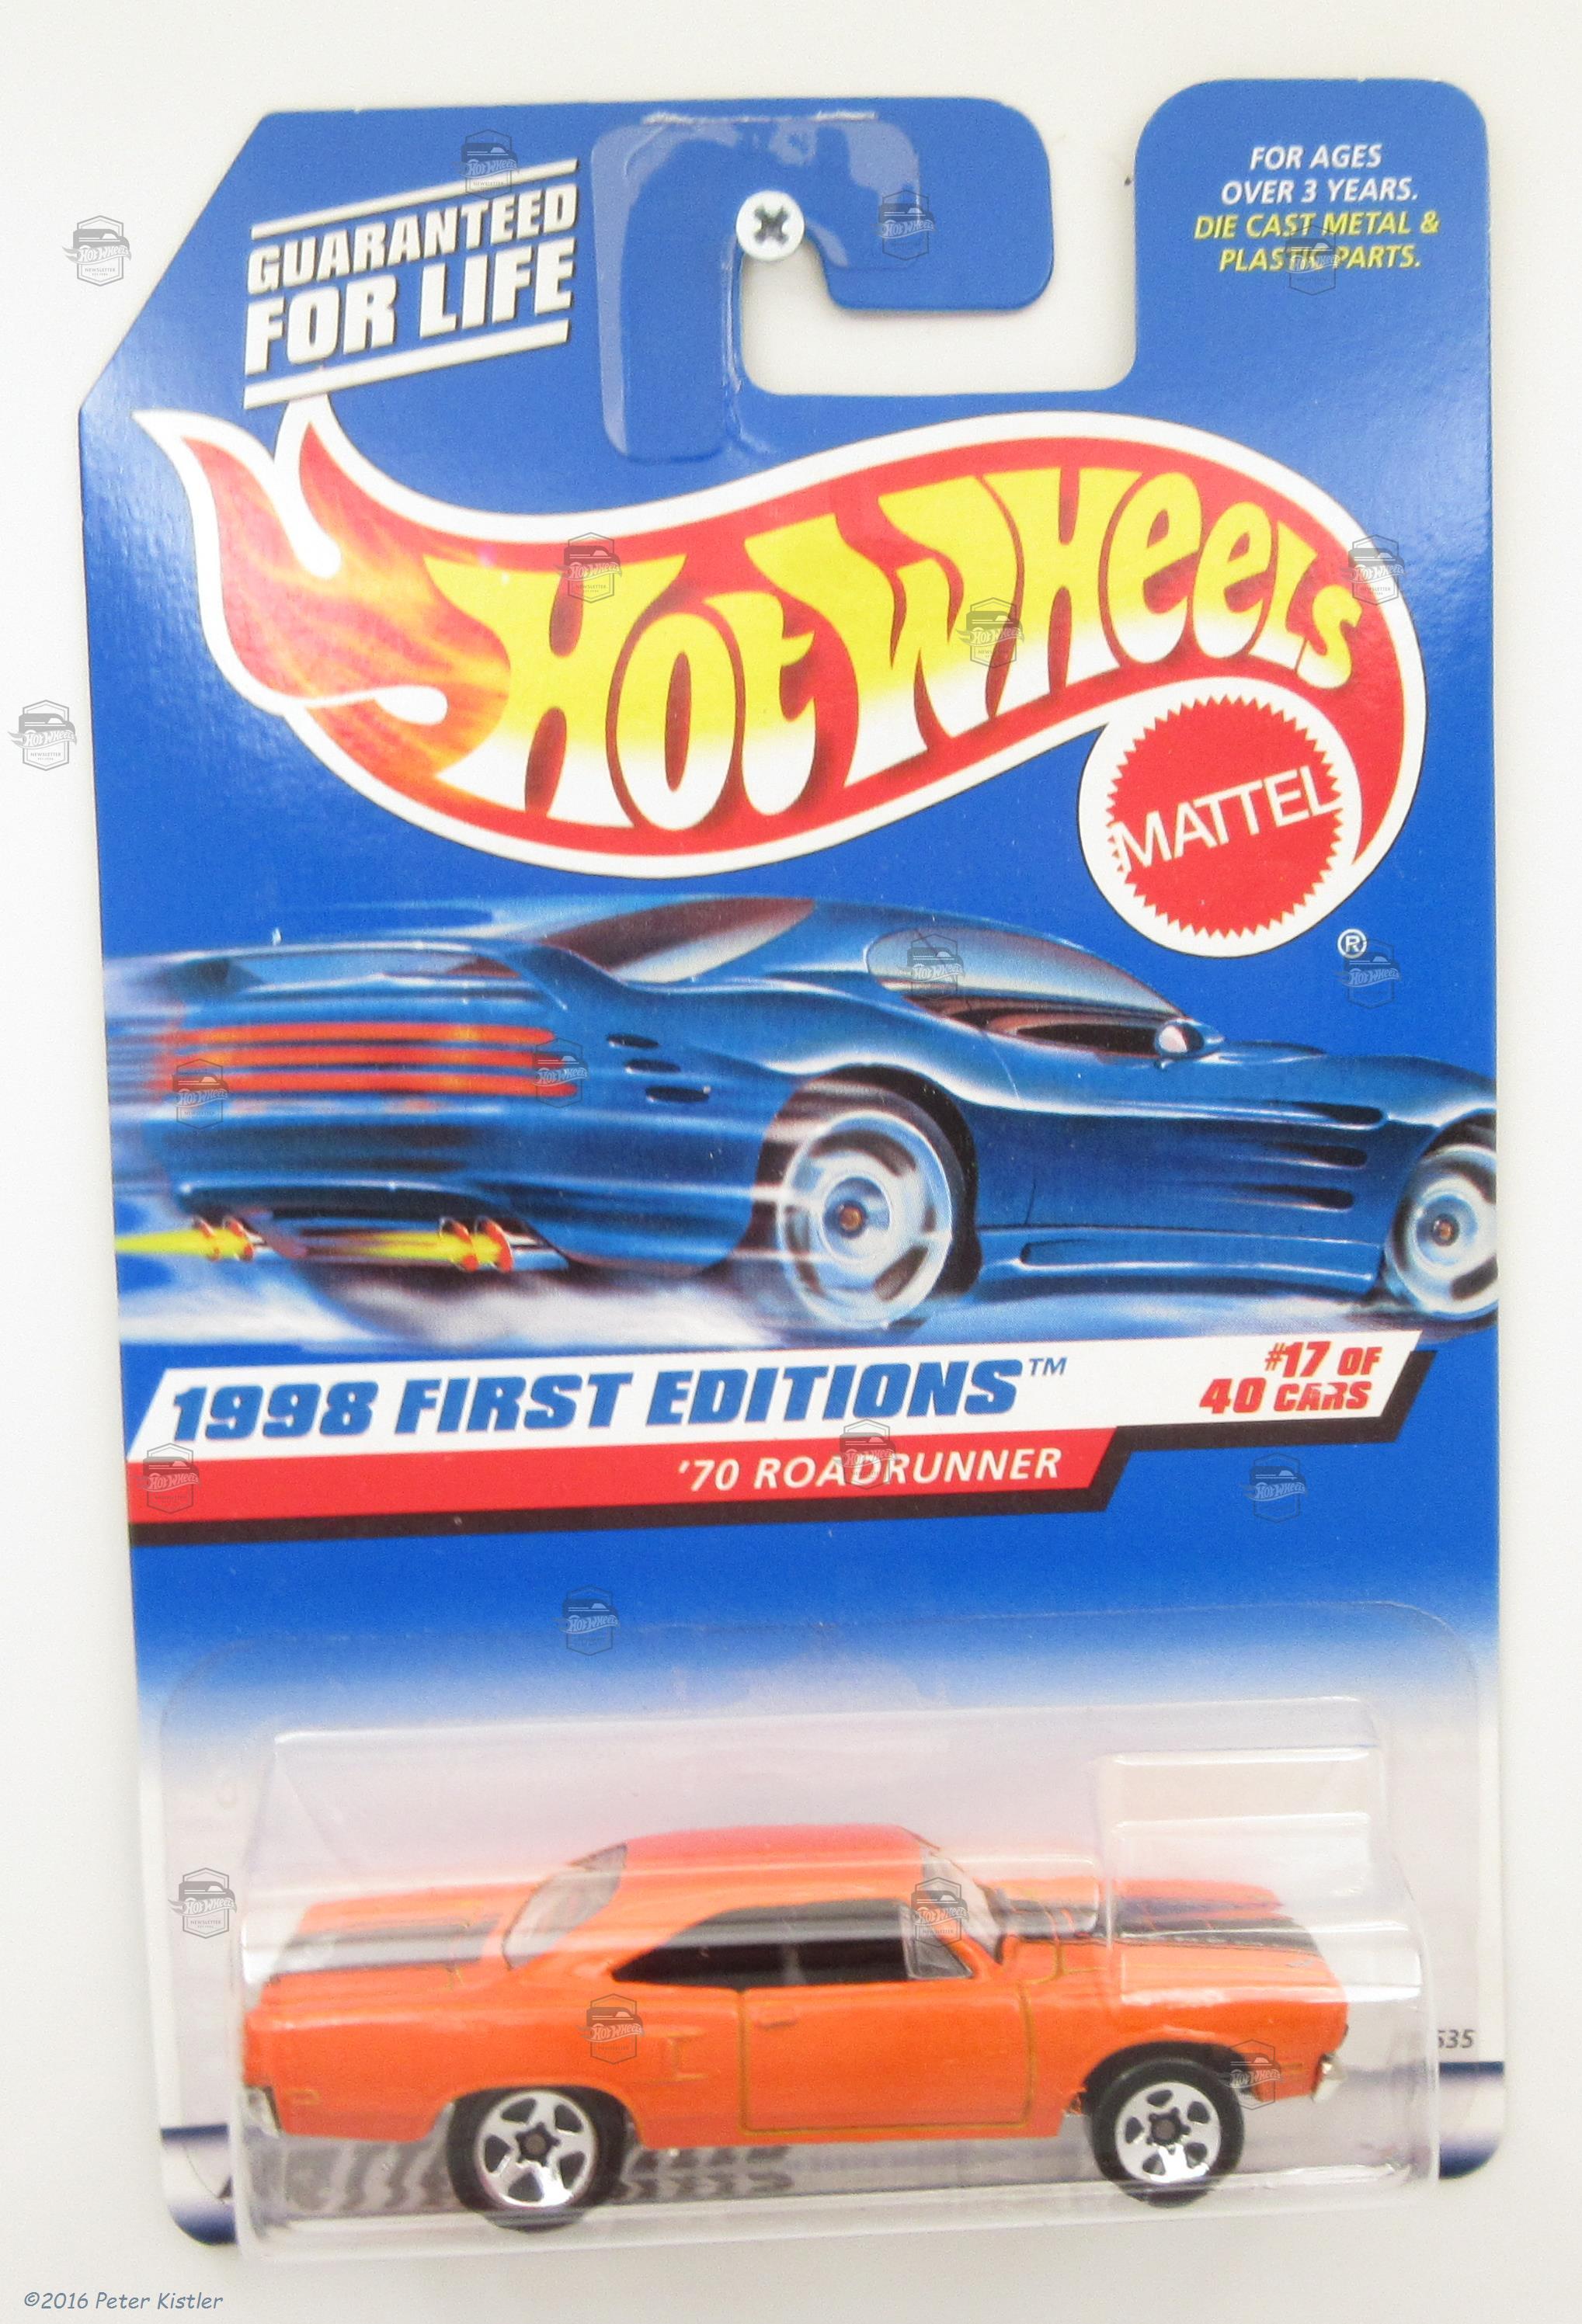 GUARANTEED
FOR LIFE
FOR AGES
OVER 3 YEARS.
DIE CAST METAL &
PLASTIC PARTS.
HOT WHEELS
MATTEL
®
1998 FIRST EDITIONS™
#17 OF
40 CARS
'70 ROADRUNNER
535
©2016 Peter Kistler